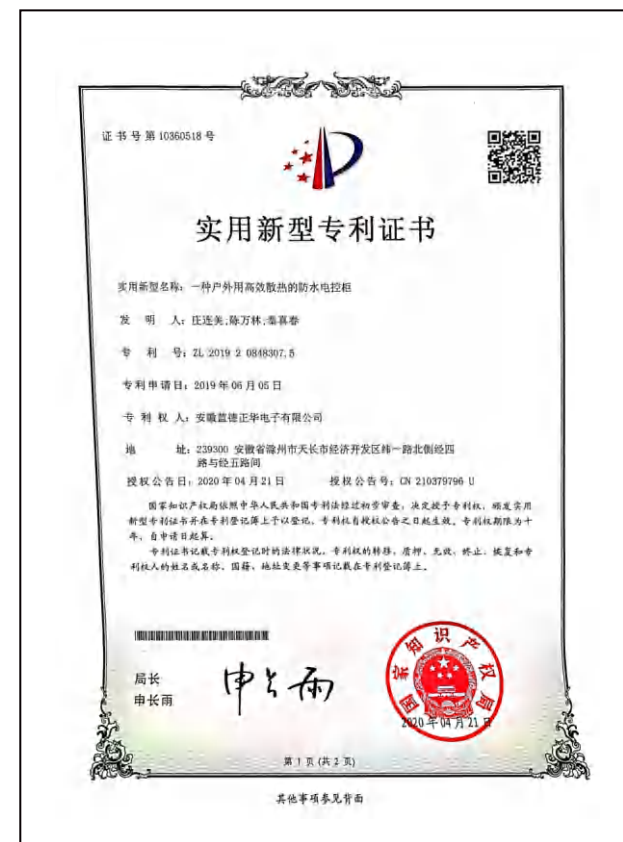 证书号第10360518号
实用新型专利证书
实用新型名称：一种户外用高效散热的防水电控柜
发 明 人：庄连美;陈万林;秦喜春
专 利 号：ZL 2019 2 0848307.5
专利申请日：2019年06月05日
专 利 权 人：安徽蓝德正华电子有限公司
地 址：239300 安徽省滁州市天长市经济开发区纬一路北侧经四
路与经五路间
授权公告日：2020年04月21日 授权公告号：CN 210379796 U
国家知识产权局依照中华人民共和国专利法经过初步审查，决定授予专利权，颁发实用
新型专利证书并在专利登记簿上予以登记。专利权自授权公告之日起生效。专利权期限为十
年，自申请日起算。
专利证书记载专利权登记时的法律状况。专利权的转移、质押、无效、终止、恢复和专
利权人的姓名或名称、国籍、地址变更等事项记载在专利登记簿上。
局长
申长雨
申长雨
国家知识产权局
2020年04月21日
第 1 页 (共 2 页)
其他事项参见背面